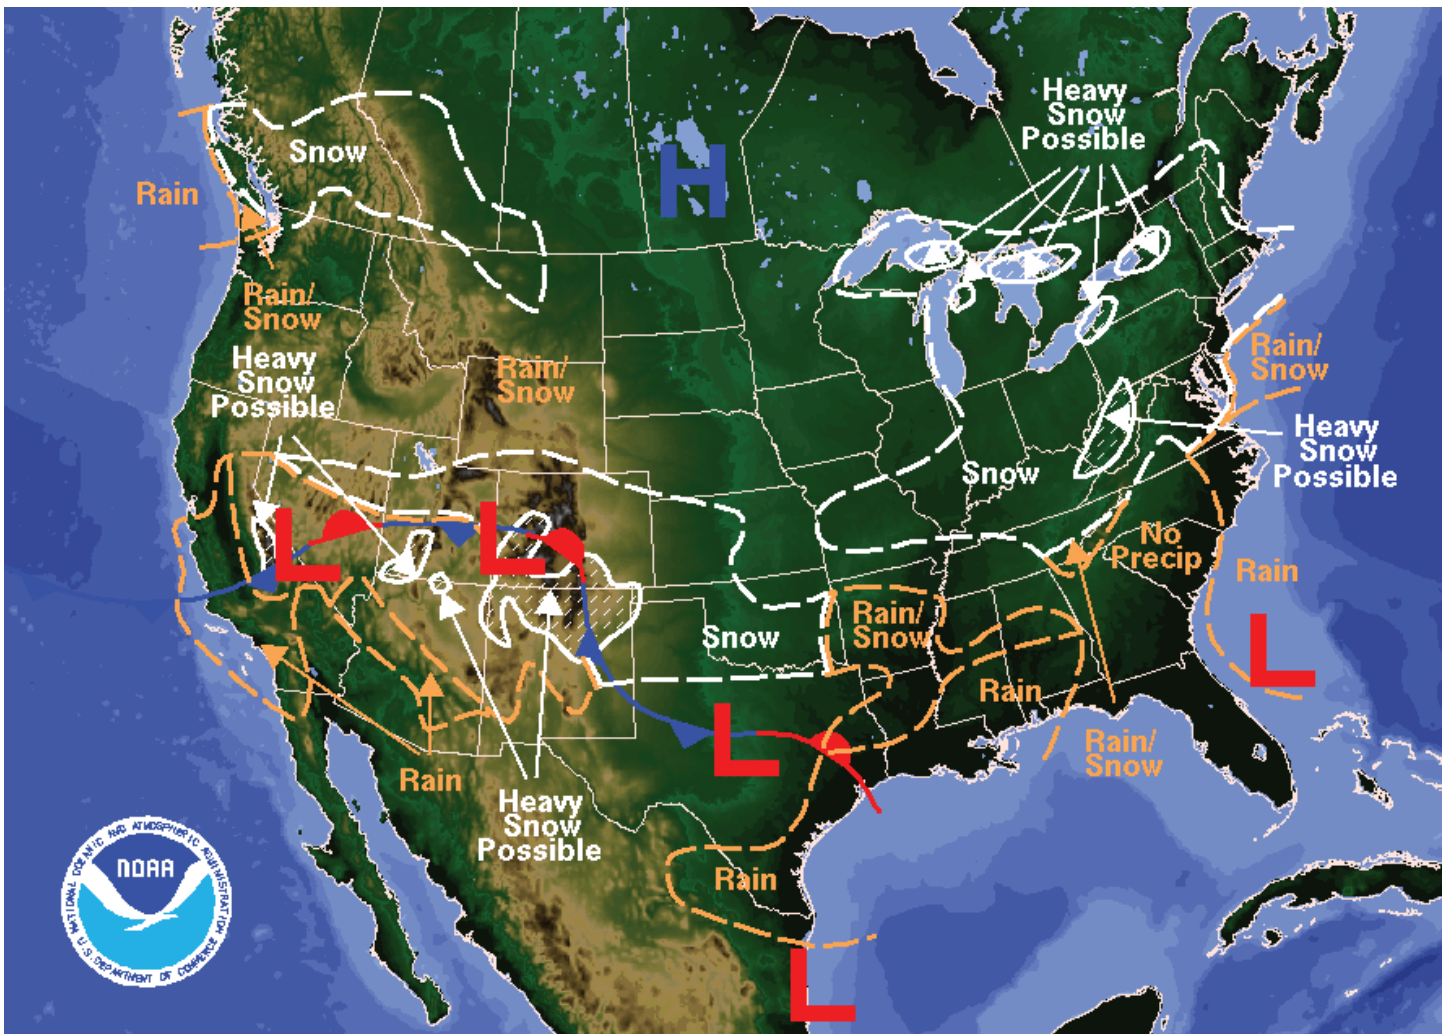 Heavy
Snow
Possible
Snow
H
Rain
Rain/
Snow
Heavy
Snow
Possible
Rain/
Snow
Rain/
Snow
Heavy
Snow
Possible
Snow
L
L
No
Precip
Rain
Rain/
Snow
Snow
L
Rain
L
Rain
Rain/
Snow
Heavy
Snow
Possible
Rain
L
NATIONAL OCEANIC AND ATMOSPHERIC ADMINISTRATION
NOAA
U.S. DEPARTMENT OF COMMERCE